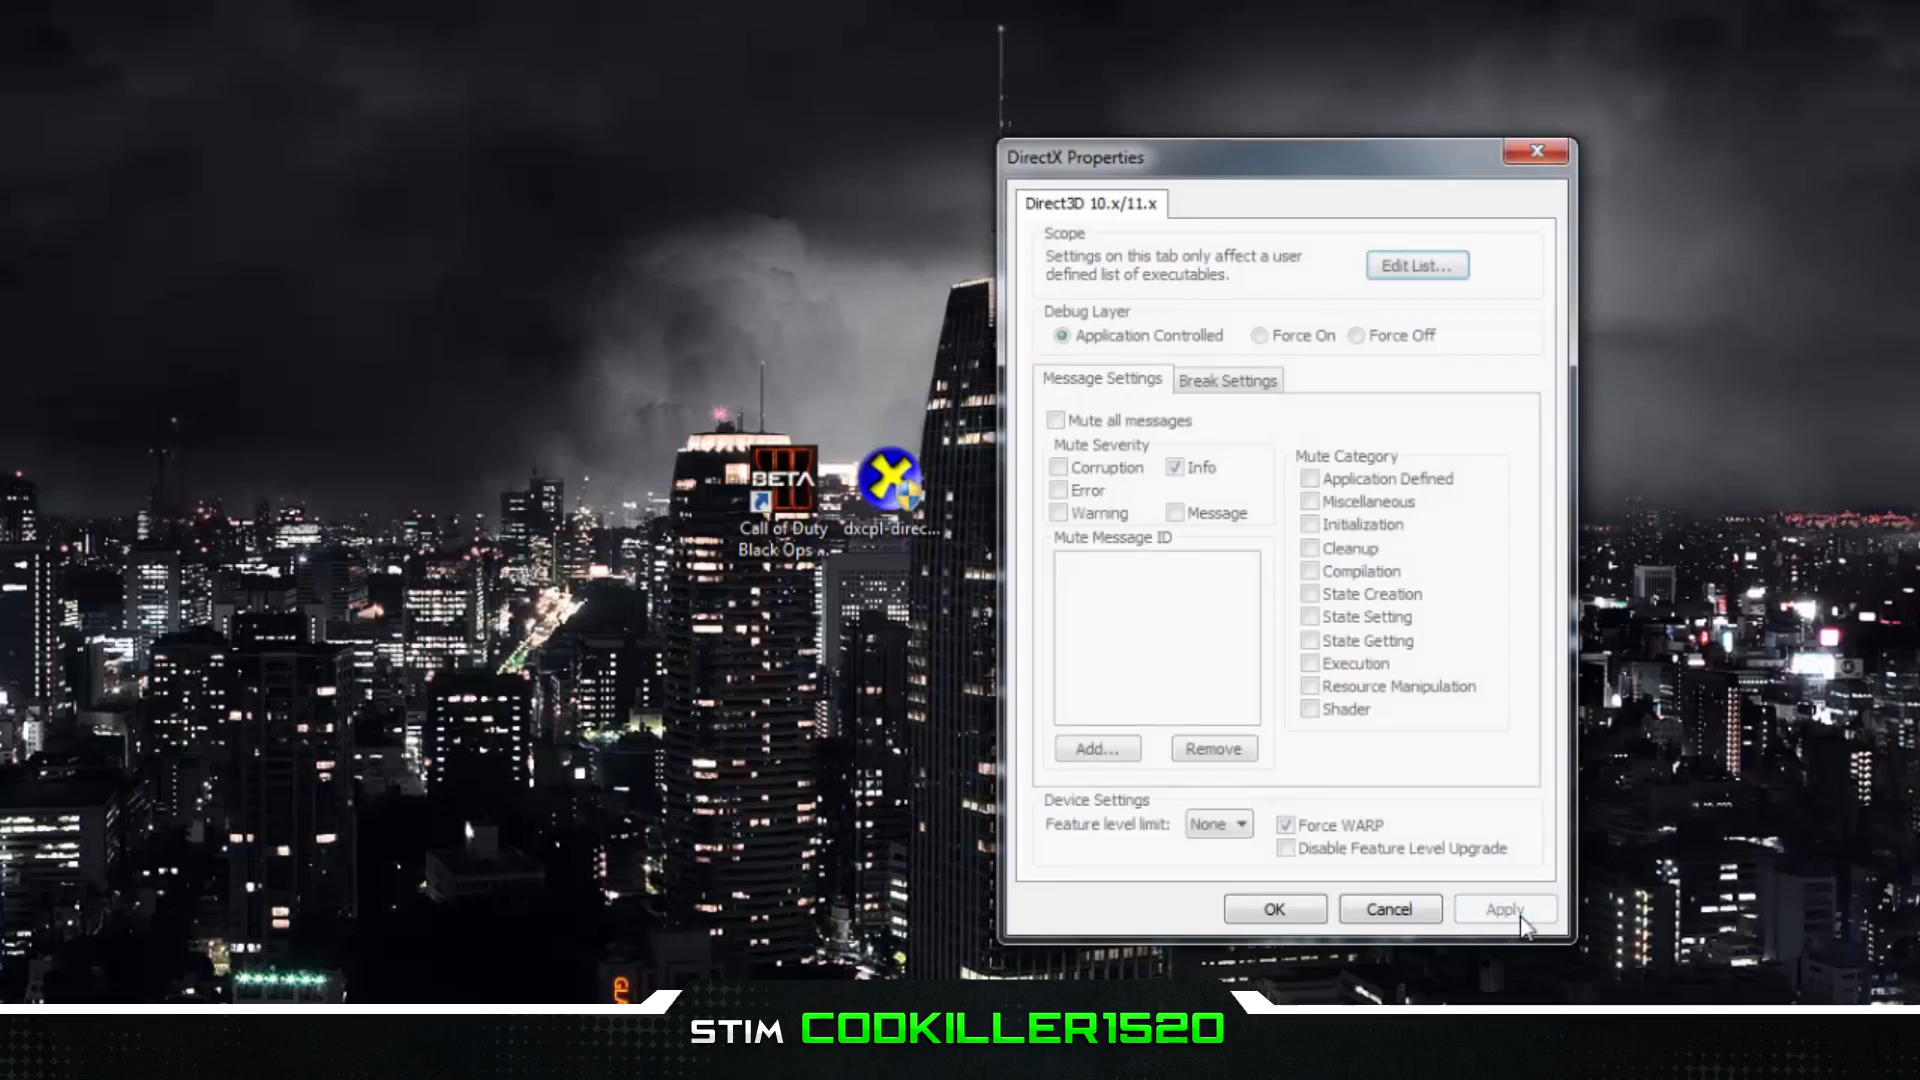 DirectX Properties
Direct3D 10.x/11.x
Scope
Settings on this tab only affect a user
defined list of executables.
Edit List...
Debug Layer
Application Controlled
Force On
Force Off
Message Settings
Break Settings
Mute all messages
Mute Severity
Corruption
Info
Error
Warning
Message
Mute Message ID
Add...
Remove
Mute Category
Application Defined
Miscellaneous
Initialization
Cleanup
Compilation
State Creation
State Setting
State Getting
Execution
Resource Manipulation
Shader
Device Settings
Feature level limit:
None
Force WARP
Disable Feature Level Upgrade
OK
Cancel
Apply
BETA
Call of Duty
Black Ops ...
dxcpl-direc...
GLA
STIM CODKILLER1520